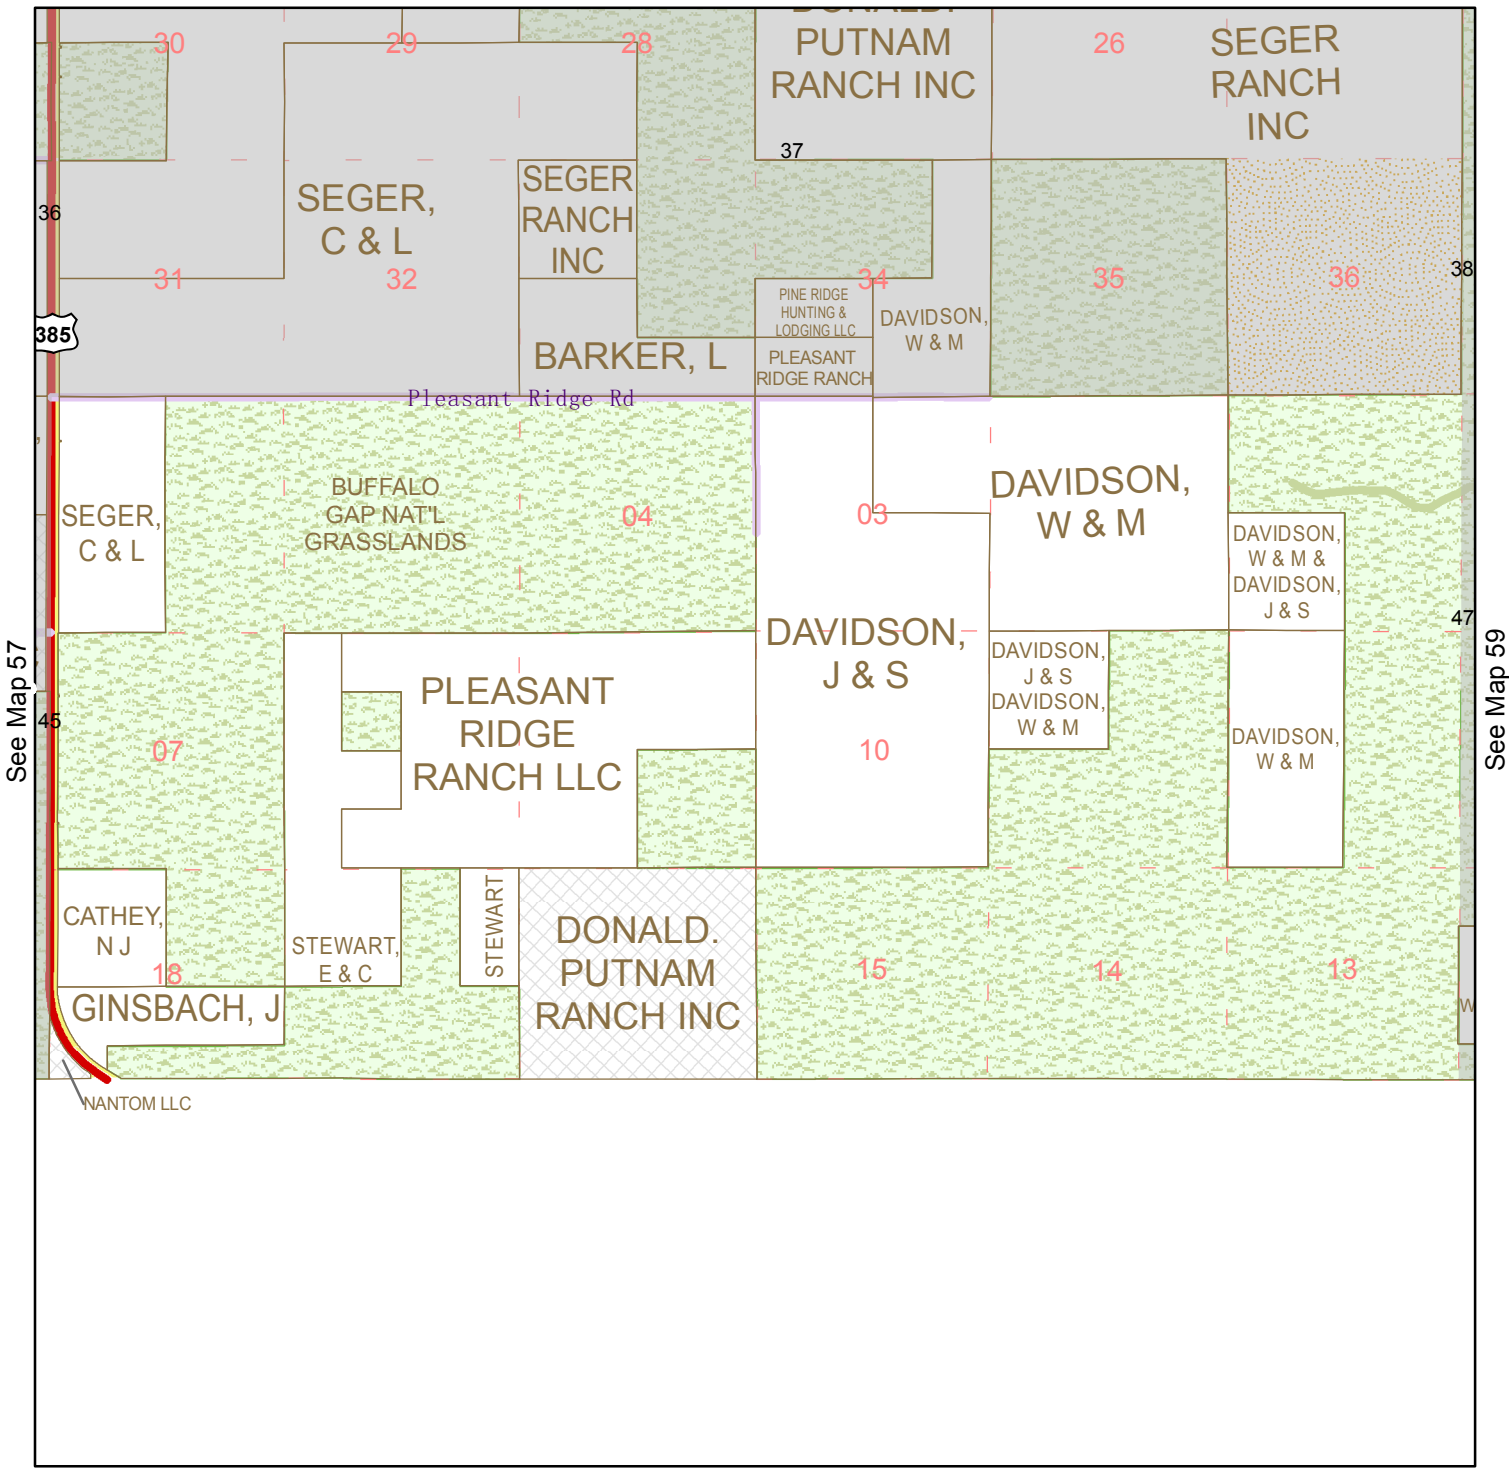 DONALD.
PUTNAM
RANCH INC
30
29
28
26
SEGER
RANCH
INC
37
36
SEGER,
C & L
SEGER
RANCH
INC
31
32
34
35
36
38
385
PINE RIDGE
HUNTING &
LODGING LLC
DAVIDSON,
W & M
BARKER, L
PLEASANT
RIDGE RANCH
Pleasant Ridge Rd
SEGER,
C & L
BUFFALO
GAP NAT'L
GRASSLANDS
04
03
DAVIDSON,
W & M
DAVIDSON,
W & M &
DAVIDSON,
J & S
47
See Map 57
See Map 59
DAVIDSON,
J & S
DAVIDSON,
J & S
DAVIDSON,
W & M
PLEASANT
RIDGE
RANCH LLC
45
07
10
DAVIDSON,
W & M
CATHEY,
N J
18
STEWART,
E & C
STEWART
DONALD.
PUTNAM
RANCH INC
15
14
13
W
GINSBACH, J
NANTOM LLC